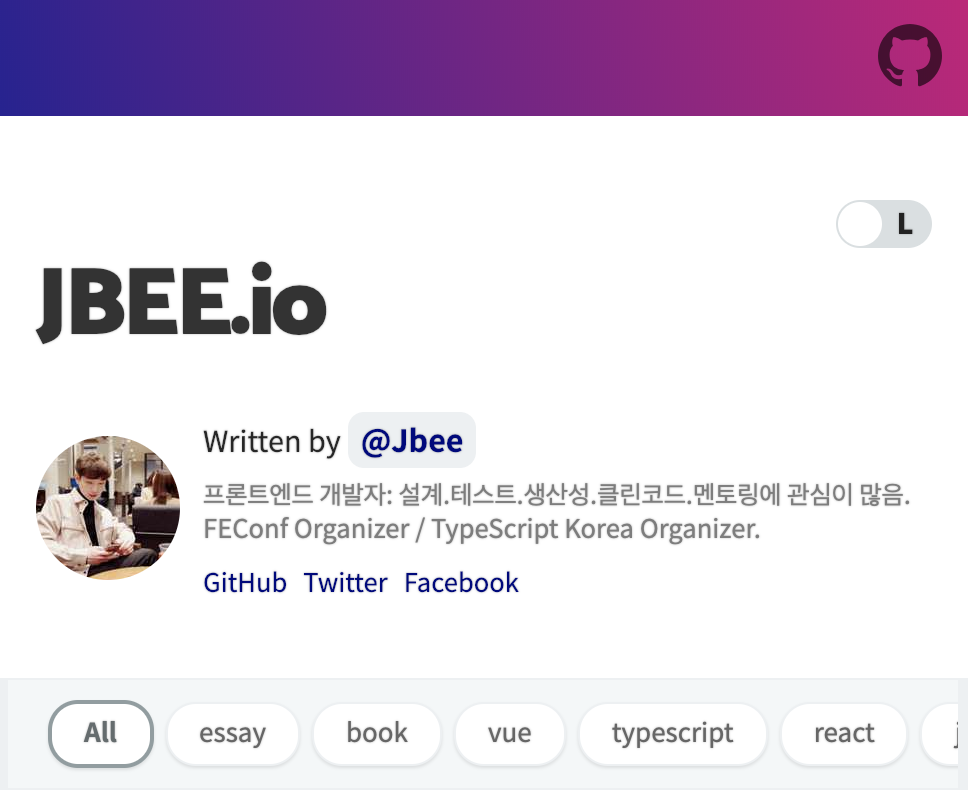 L
JBEE.io
Written by @Jbee
프론트엔드 개발자: 설계.테스트.생산성.클린코드.멘토링에 관심이 많음.
FEConf Organizer / TypeScript Korea Organizer.
GitHub Twitter Facebook
All essay book vue typescript react